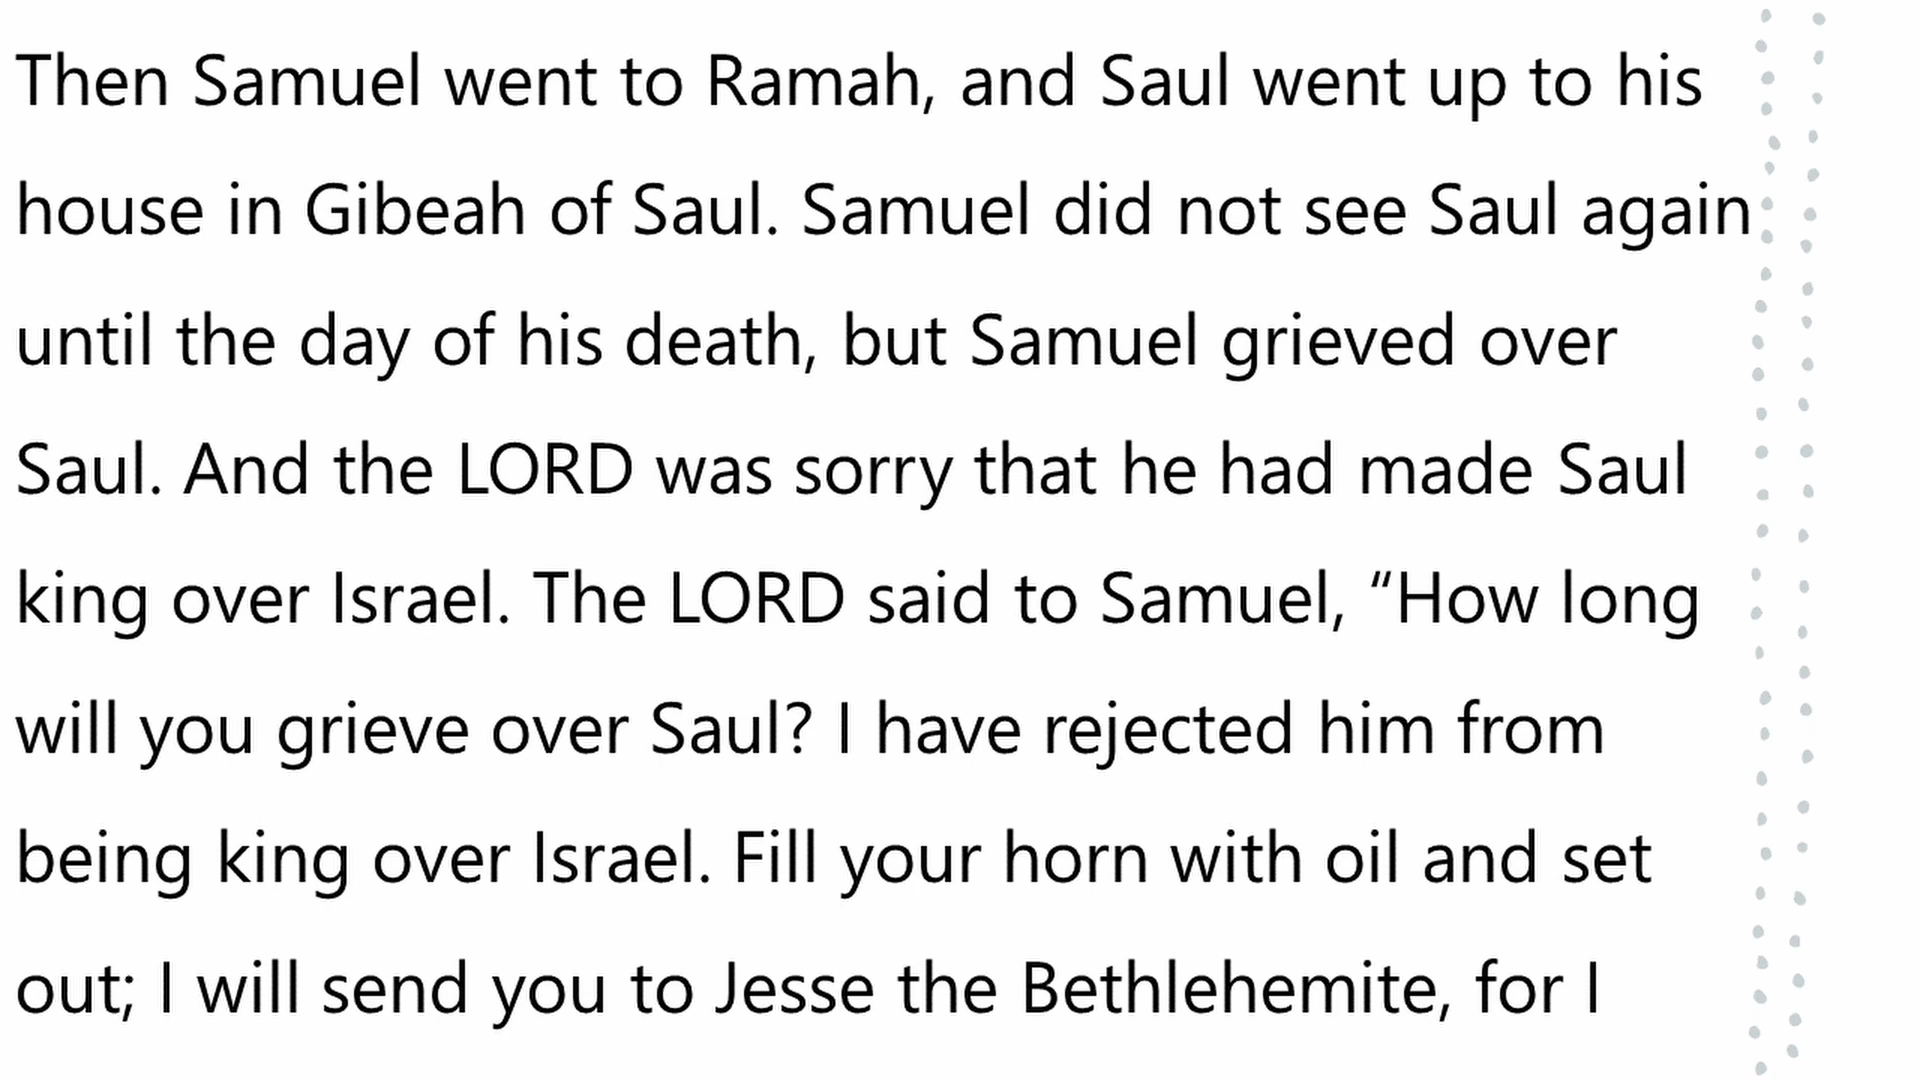 Then Samuel went to Ramah, and Saul went up to his
house in Gibeah of Saul. Samuel did not see Saul again
until the day of his death, but Samuel grieved over
Saul. And the LORD was sorry that he had made Saul
king over Israel. The LORD said to Samuel, “How long
will you grieve over Saul? I have rejected him from
being king over Israel. Fill your horn with oil and set
out; I will send you to Jesse the Bethlehemite, for I